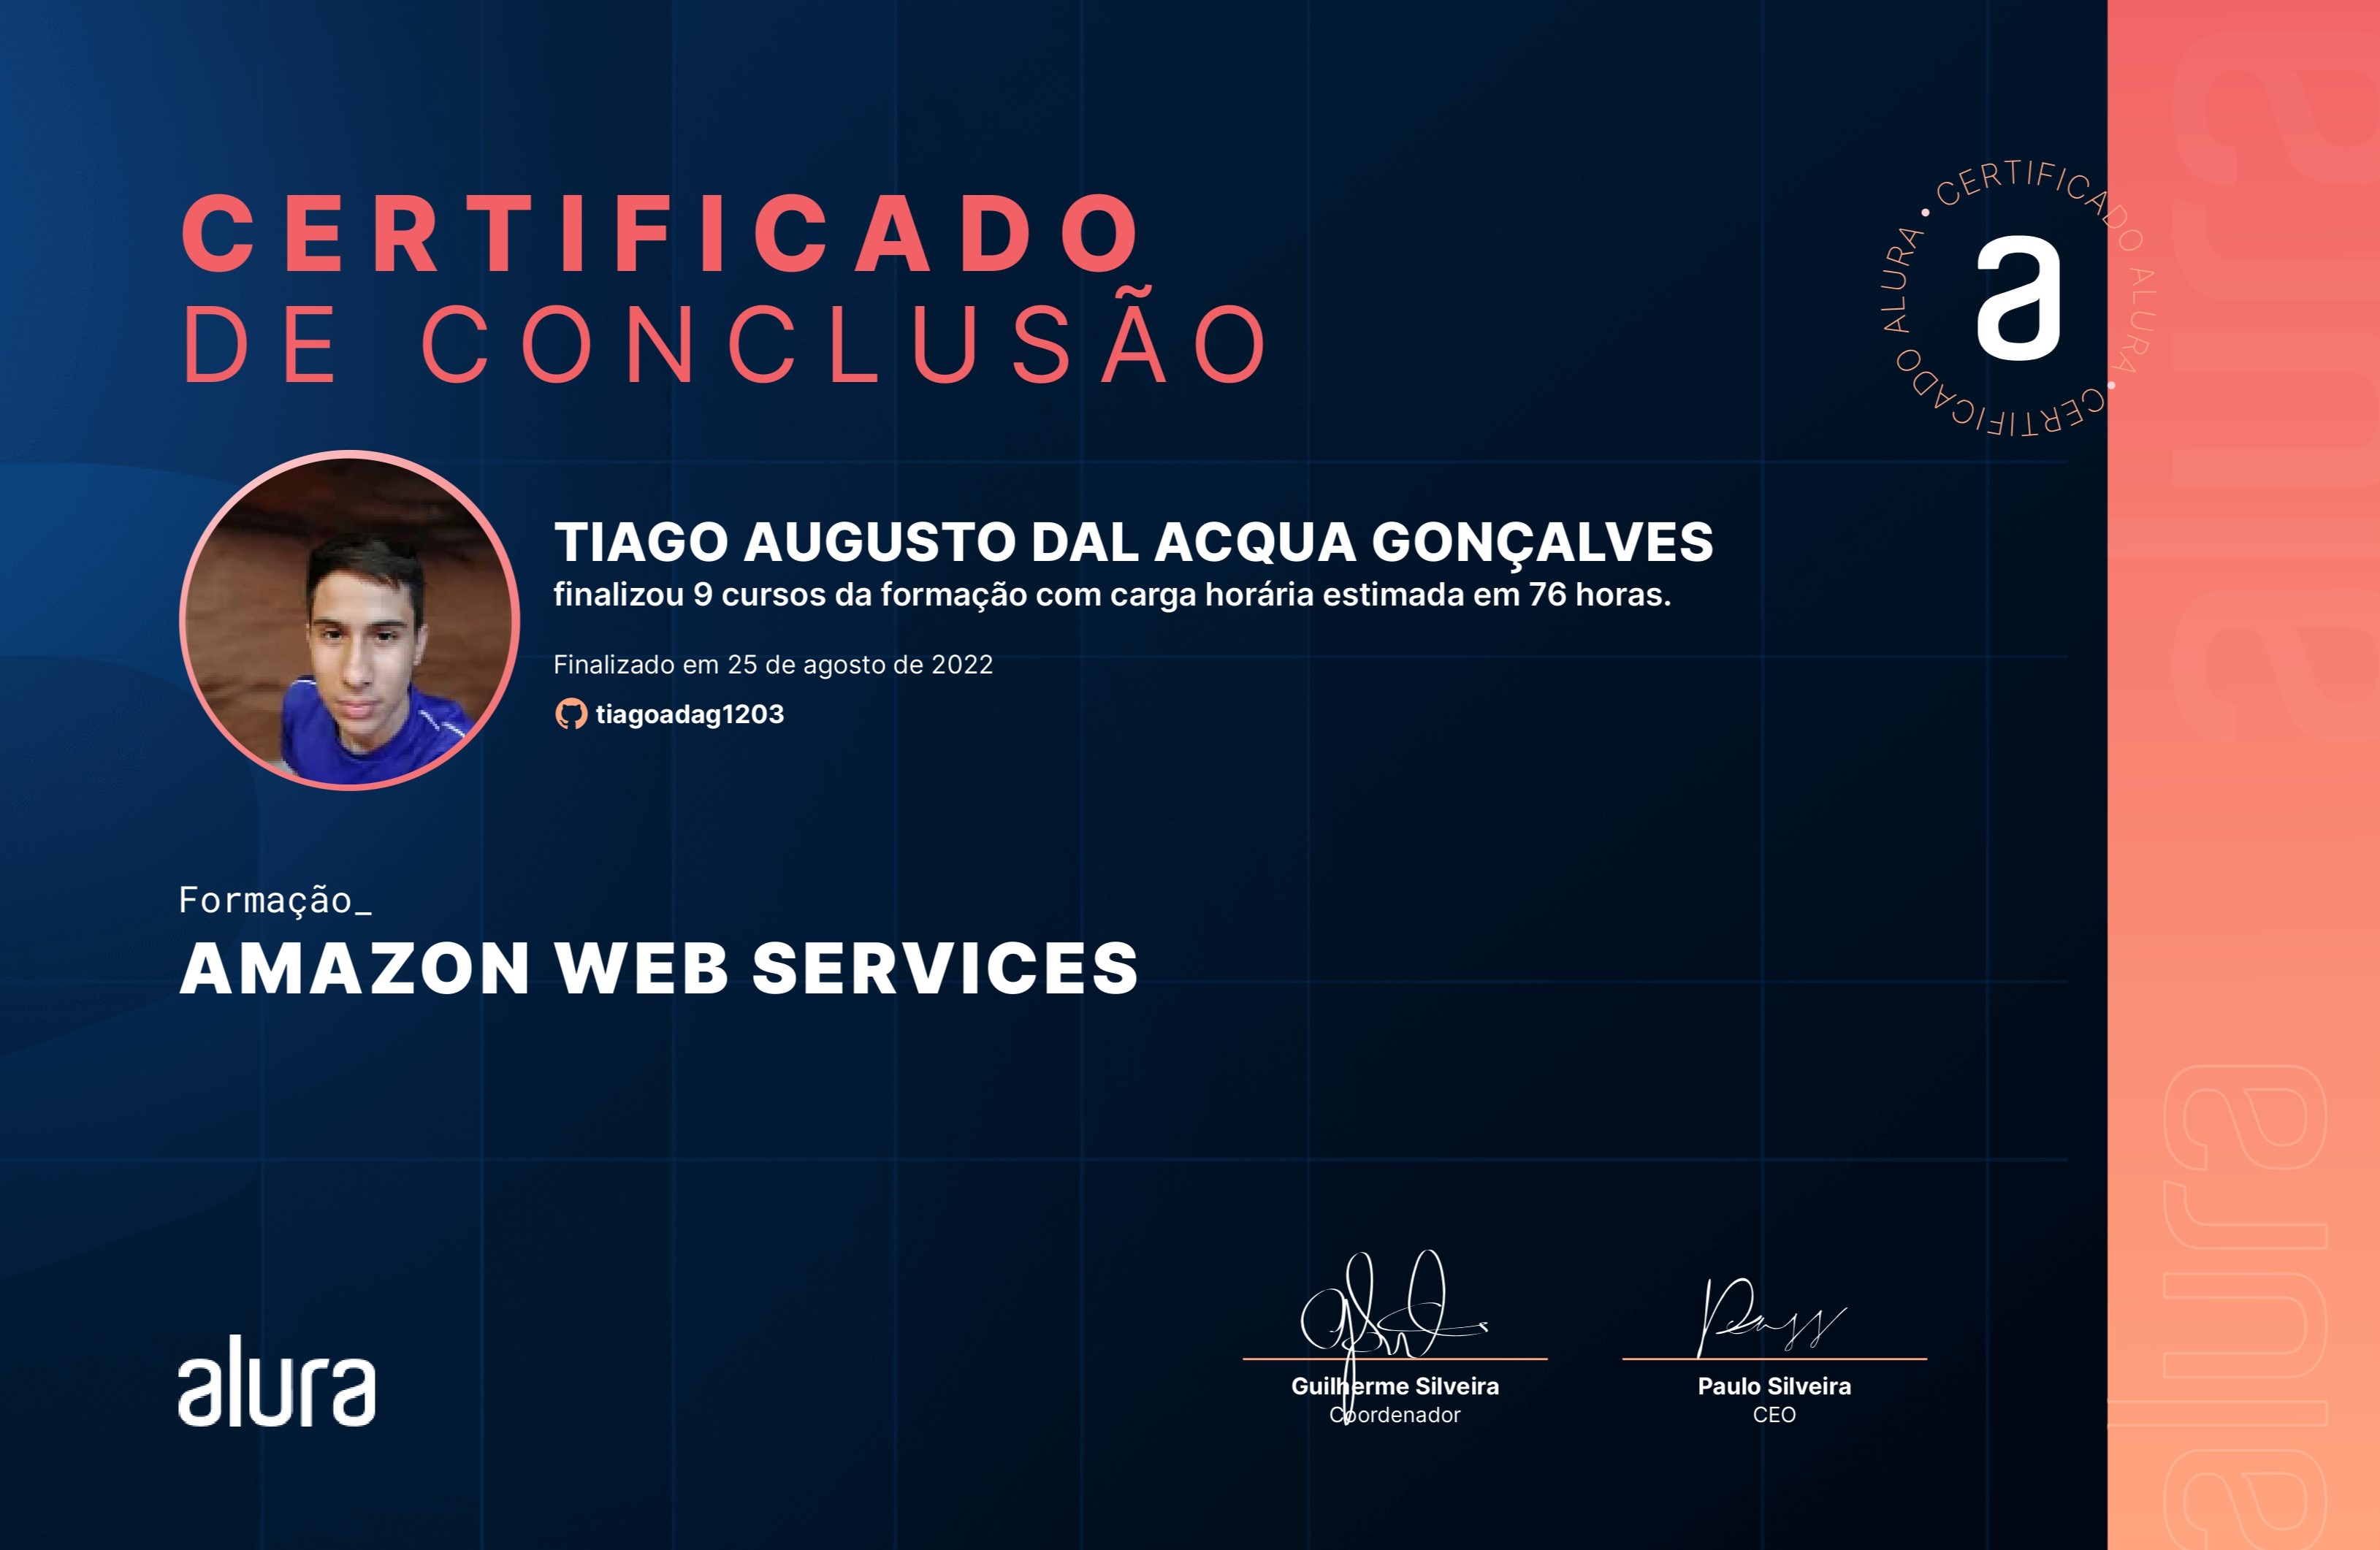 CERTIFICADO
DE CONCLUSÃO
• CERTIFICADO ALURA • CERTIFICADO ALURA
a
TIAGO AUGUSTO DAL ACQUA GONÇALVES
finalizou 9 cursos da formação com carga horária estimada em 76 horas.
Finalizado em 25 de agosto de 2022
tiagoadag1203
Formação_
AMAZON WEB SERVICES
alura
Guilherme Silveira
Coordenador
Paulo Silveira
CEO
alura
alura